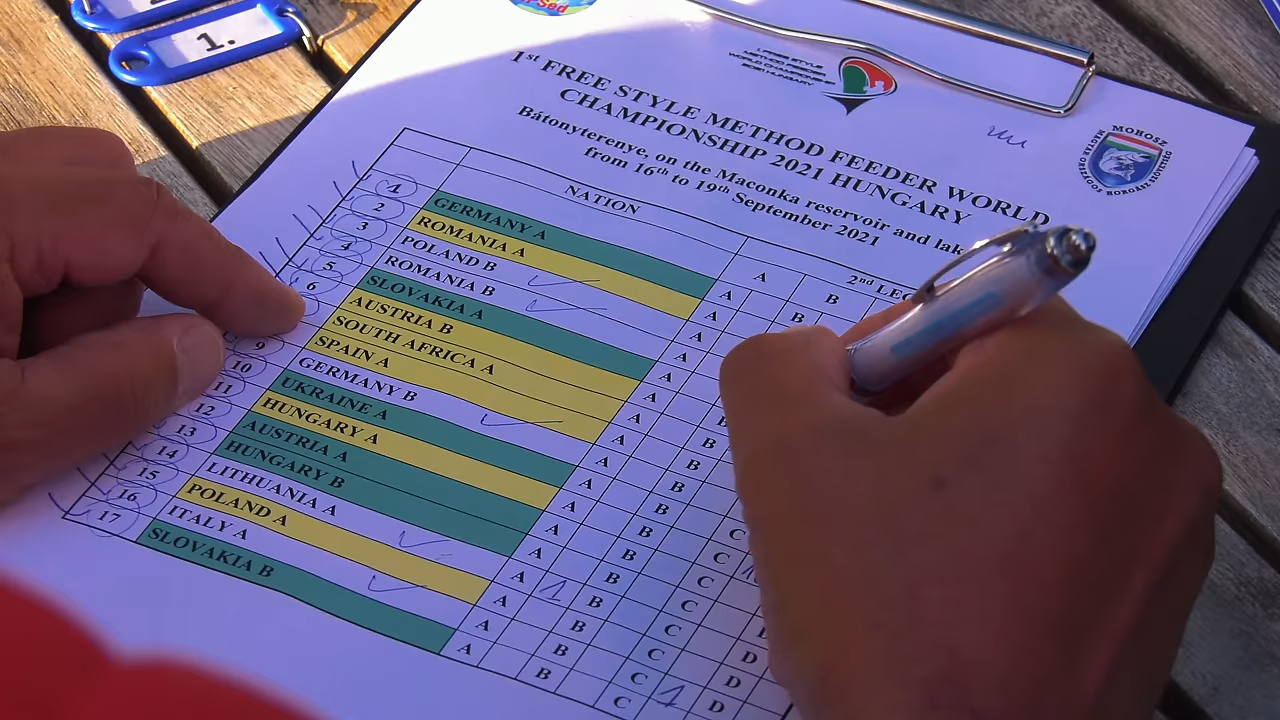 1.
1st FREE STYLE METHOD FEEDER WORLD
CHAMPIONSHIP 2021 HUNGARY
Bátonyterenye, on the Maconka reservoir and lak
from 16th to 19th September 2021
MOHOSZ
NATION
2nd LEG
A B
1 GERMANY A A B
2 ROMANIA A A
3 POLAND B A
4 ROMANIA B A
5 SLOVAKIA A A
6 AUSTRIA B A B
SOUTH AFRICA A A B
SPAIN A A B
9 GERMANY B A B
10 UKRAINE A A B C
11 HUNGARY A A B C
12 AUSTRIA A A B C
13 HUNGARY B A B C
14 LITHUANIA A A 1 B C
15 POLAND A A B C D
16 ITALY A A B C D
17 SLOVAKIA B A B C 1 D